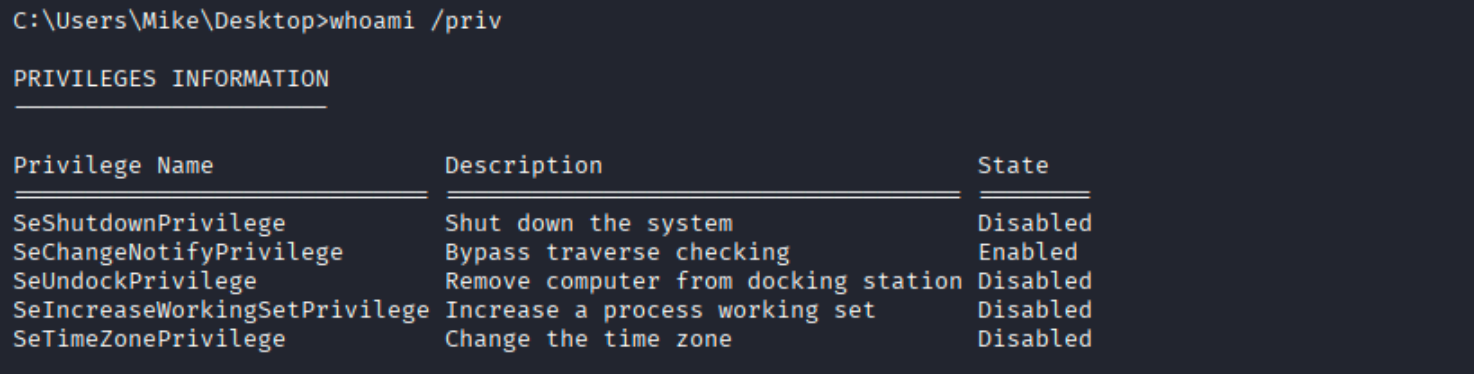 C:\Users\Mike\Desktop>whoami /priv
PRIVILEGES INFORMATION
Privilege Name Description State
SeShutdownPrivilege Shut down the system Disabled
SeChangeNotifyPrivilege Bypass traverse checking Enabled
SeUndockPrivilege Remove computer from docking station Disabled
SeIncreaseWorkingSetPrivilege Increase a process working set Disabled
SeTimeZonePrivilege Change the time zone Disabled